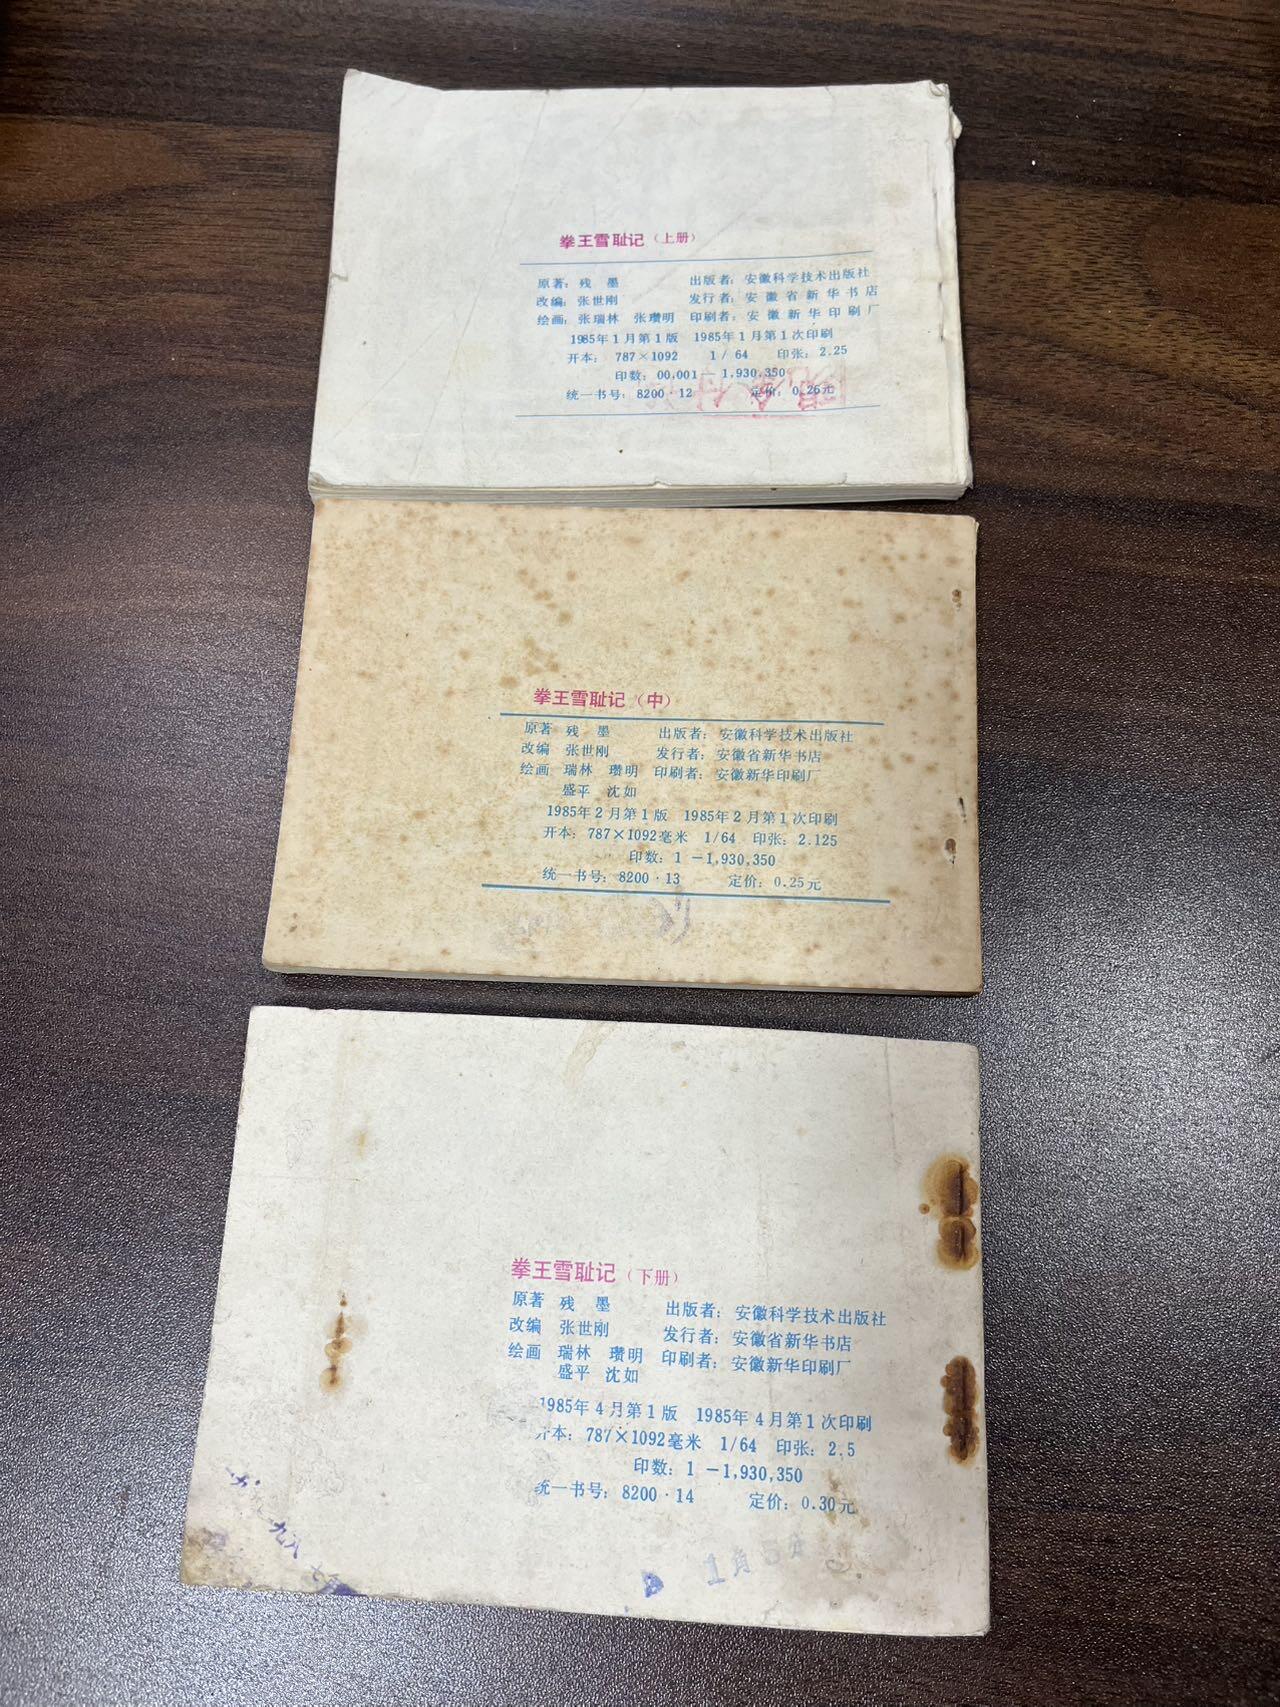 拳王雪耻记（上册）
原著：残 墨 出版者：安徽科学技术出版社
改编：张世刚 发行者：安徽省新华书店
绘画：张瑞林 张瓒明 印刷者：安徽新华印刷厂
1985年1月第1版 1985年1月第1次印刷
开本：787×1092 1/64 印张：2.25
印数：00,001—1,930,350
统一书号：8200·12 定价：0.26元
拳王雪耻记（中）
原著 残 墨 出版者：安徽科学技术出版社
改编 张世刚 发行者：安徽省新华书店
绘画 瑞林 瓒明 印刷者：安徽新华印刷厂
盛平 沈如
1985年2月第1版 1985年2月第1次印刷
开本：787×1092毫米 1/64 印张：2.125
印数：1－1,930,350
统一书号：8200·13 定价：0.25元
拳王雪耻记（下册）
原著 残 墨 出版者：安徽科学技术出版社
改编 张世刚 发行者：安徽省新华书店
绘画 瑞林 瓒明 印刷者：安徽新华印刷厂
盛平 沈如
1985年4月第1版 1985年4月第1次印刷
开本：787×1092毫米 1/64 印张：2.5
印数：1－1,930,350
统一书号：8200·14 定价：0.30元
一九八七
1月5日